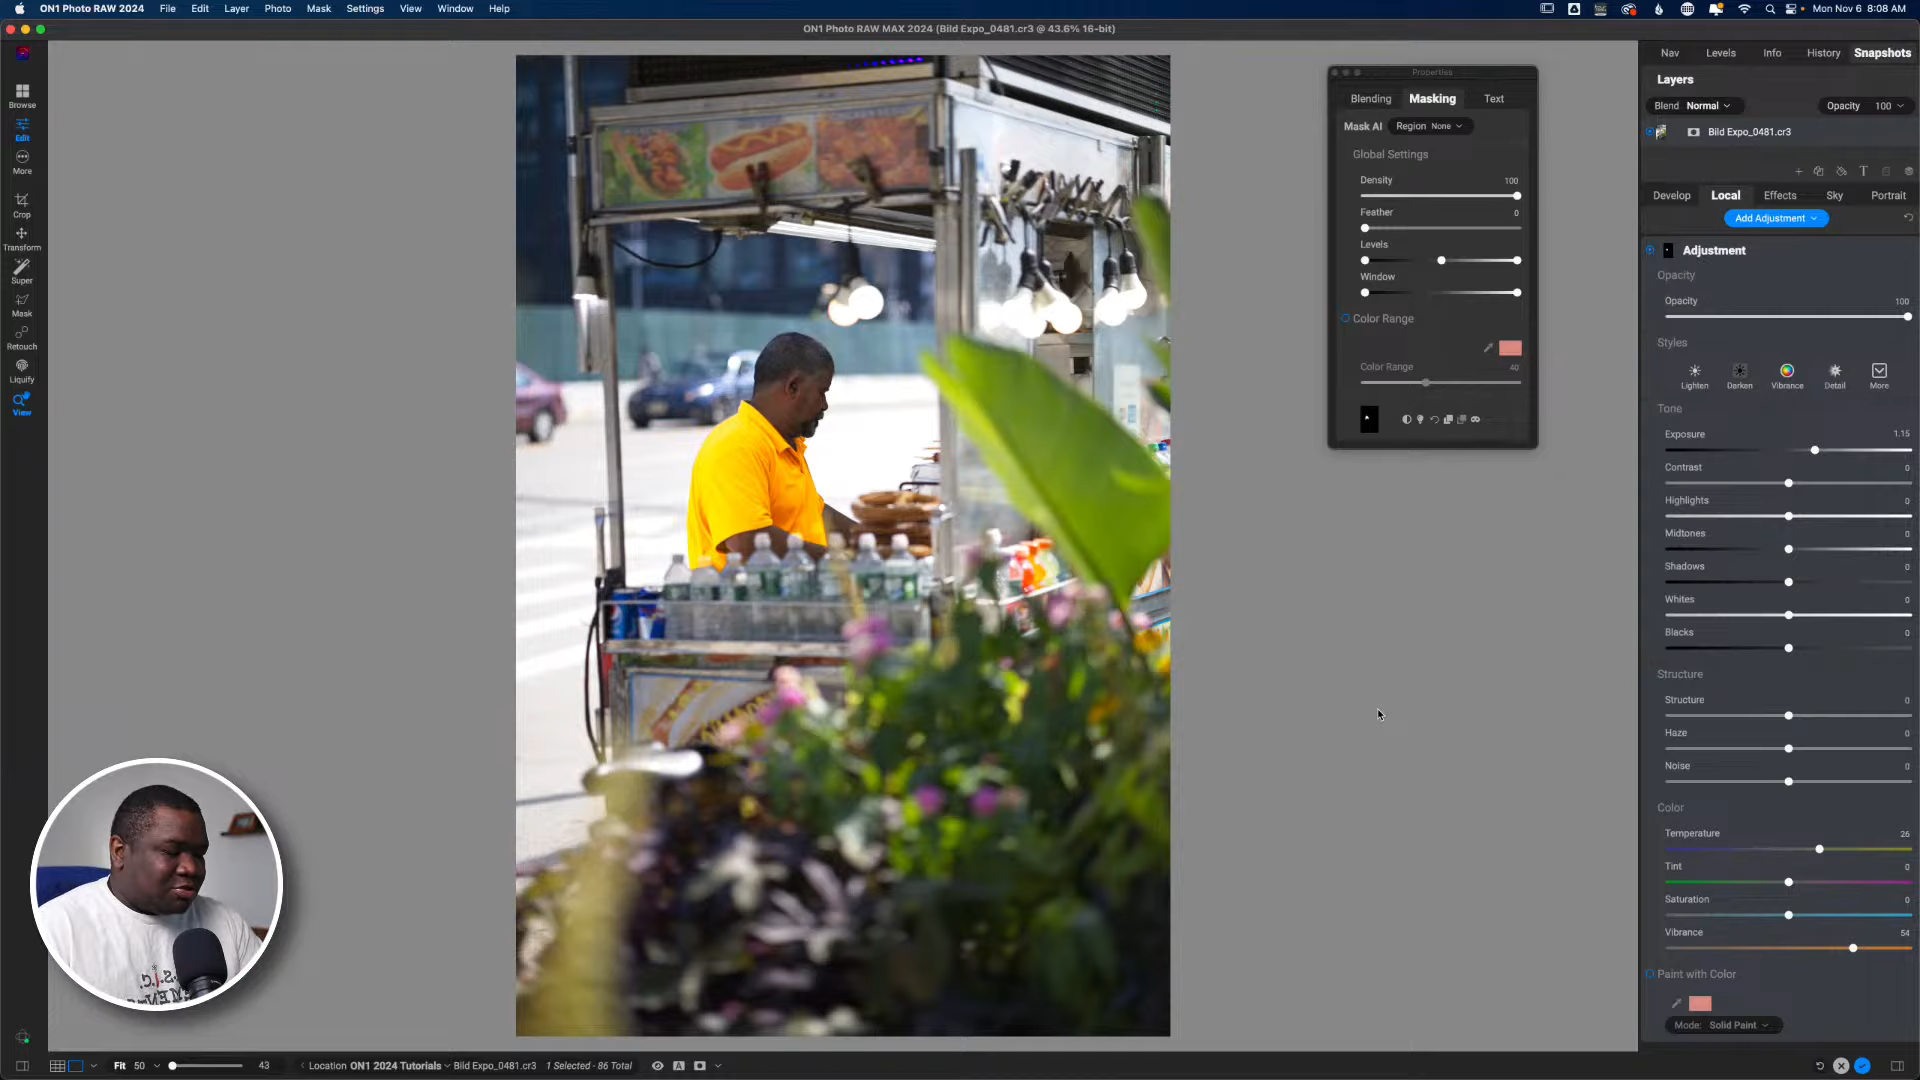 ON1 Photo RAW 2024 File Edit Layer Photo Mask Settings View Window Help Mon Nov 6 8:08 AM
ON1 Photo RAW MAX 2024 (Bild Expo_0481.cr3 @ 43.6% 16-bit)
Browse
Edit
More
Crop
Transform
Super
Mask
Retouch
Liquify
View
Properties
Blending Masking Text
Mask AI Region None
Global Settings
Density 100
Feather 0
Levels
Window
Color Range
Color Range 40
Nav Levels Info History Snapshots
Layers
Blend Normal Opacity 100
Bild Expo_0481.cr3
Develop Local Effects Sky Portrait
Add Adjustment
Adjustment
Opacity
Opacity 100
Styles
Lighten Darken Vibrance Detail More
Tone
Exposure 1.15
Contrast 0
Highlights 0
Midtones 0
Shadows 0
Whites 0
Blacks 0
Structure
Structure 0
Haze 0
Noise 0
Color
Temperature 26
Tint 0
Saturation 0
Vibrance 54
Paint with Color
Mode: Solid Paint
Fit 50 43 Location ON1 2024 Tutorials Bild Expo_0481.cr3 1 Selected - 86 Total